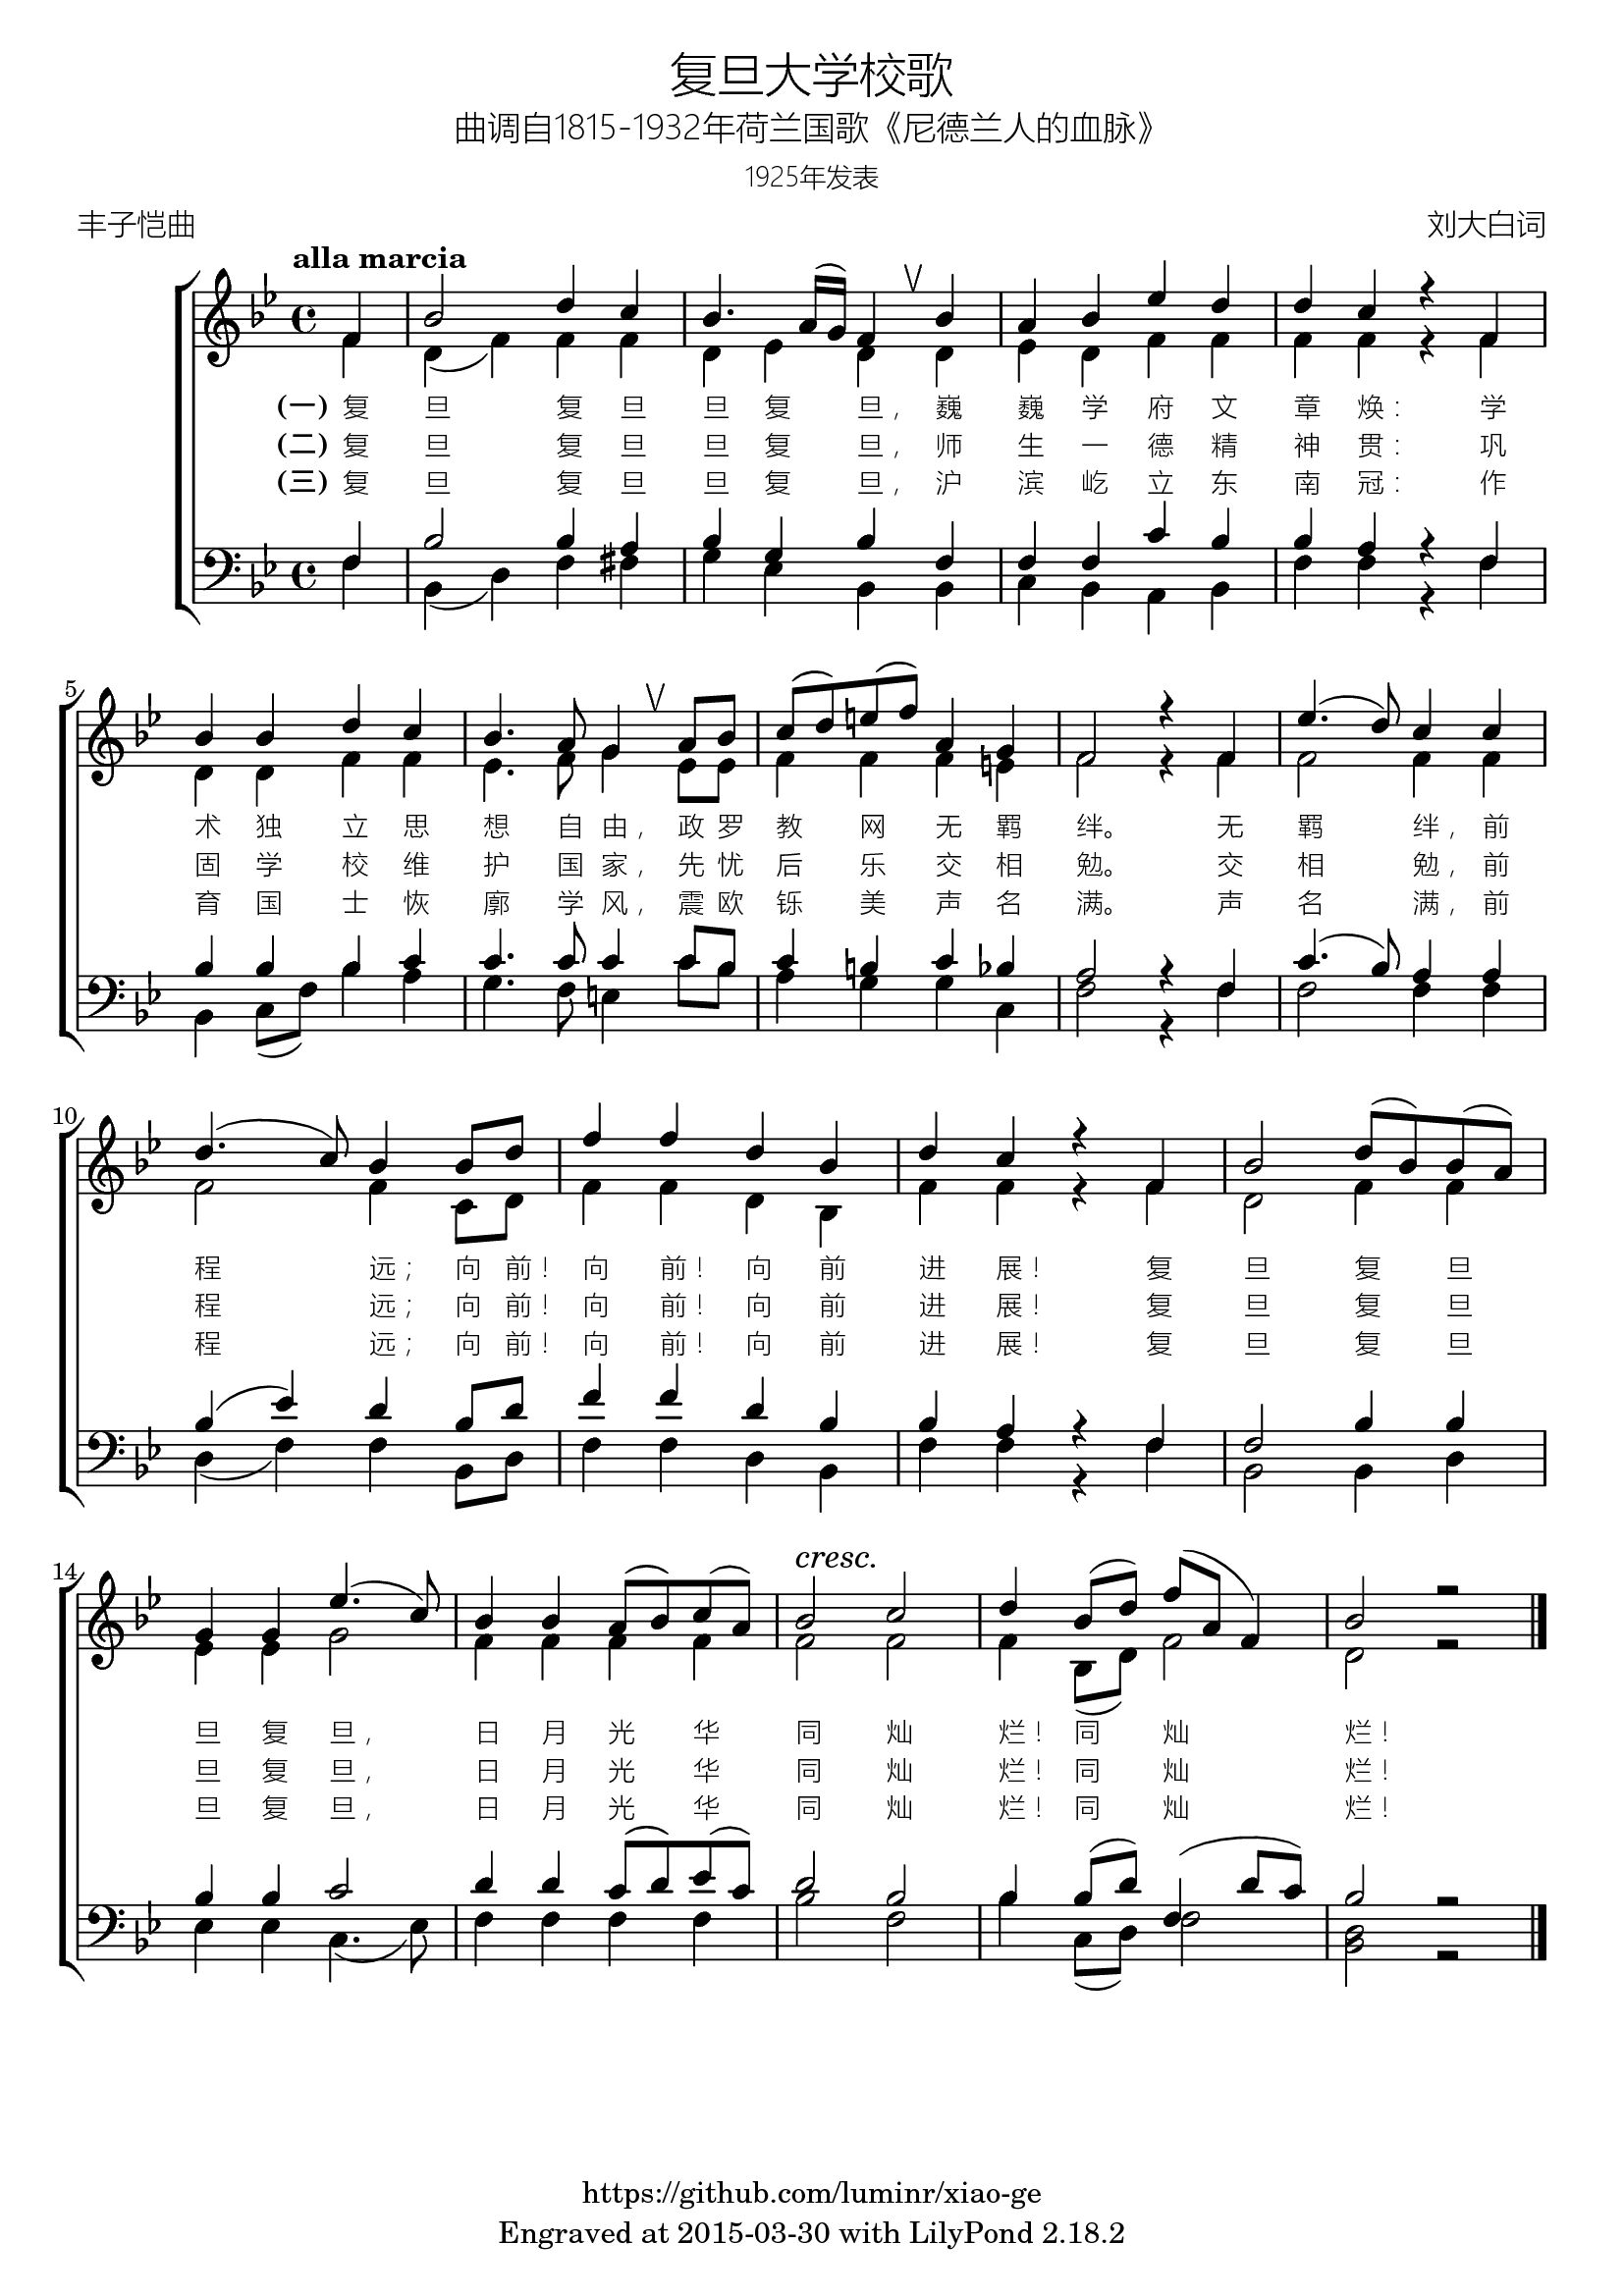 复旦大学校歌
曲调自1815-1932年荷兰国歌《尼德兰人的血脉》
1925年发表
丰子恺曲 刘大白词
alla marcia
(一) 复 旦 复 旦 旦 复 旦, 巍 巍 学 府 文 章 焕: 学
(二) 复 旦 复 旦 旦 复 旦, 师 生 一 德 精 神 贯: 巩
(三) 复 旦 复 旦 旦 复 旦, 沪 滨 屹 立 东 南 冠: 作
5
术 独 立 思 想 自 由, 政 罗 教 网 无 羁 绊。 无 羁 绊, 前
固 学 校 维 护 国 家, 先 忧 后 乐 交 相 勉。 交 相 勉, 前
育 国 士 恢 廓 学 风, 震 欧 铄 美 声 名 满。 声 名 满, 前
10
程 远; 向 前! 向 前! 向 前 进 展! 复 旦 复 旦
程 远; 向 前! 向 前! 向 前 进 展! 复 旦 复 旦
程 远; 向 前! 向 前! 向 前 进 展! 复 旦 复 旦
14
cresc.
旦 复 旦, 日 月 光 华 同 灿 烂! 同 灿 烂!
旦 复 旦, 日 月 光 华 同 灿 烂! 同 灿 烂!
旦 复 旦, 日 月 光 华 同 灿 烂! 同 灿 烂!
https://github.com/luminr/xiao-ge
Engraved at 2015-03-30 with LilyPond 2.18.2